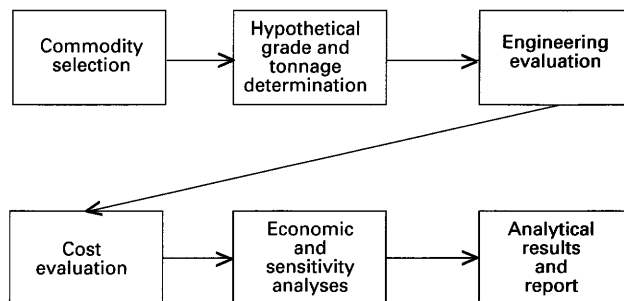 Commodity
selection
Hypothetical
grade and
tonnage
determination
Engineering
evaluation
Cost
evaluation
Economic
and
sensitivity
analyses
Analytical
results
and
report